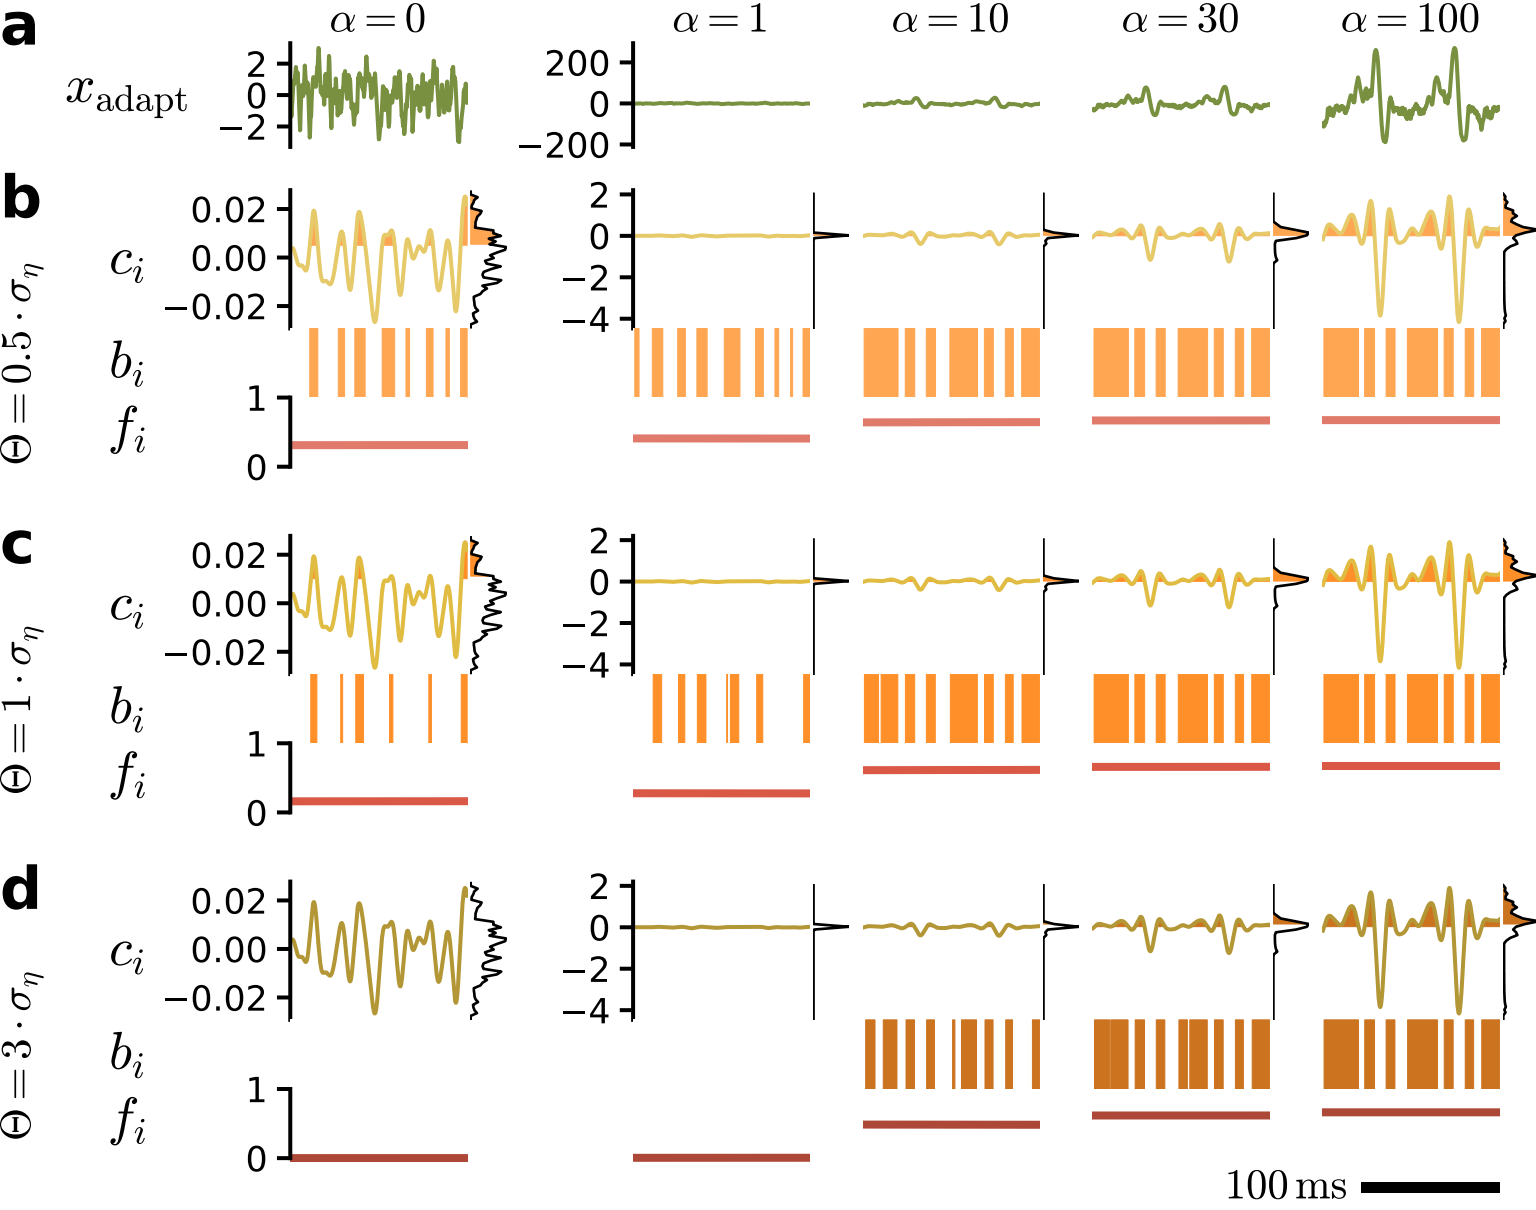 a
α = 0 α = 1 α = 10 α = 30 α = 100
x_adapt
2
0
−2
200
0
−200
b
Θ = 0.5 · σ_η
c_i
0.02
0.00
−0.02
2
0
−2
−4
b_i
f_i
1
0
c
Θ = 1 · σ_η
c_i
0.02
0.00
−0.02
2
0
−2
−4
b_i
f_i
1
0
d
Θ = 3 · σ_η
c_i
0.02
0.00
−0.02
2
0
−2
−4
b_i
f_i
1
0
100 ms